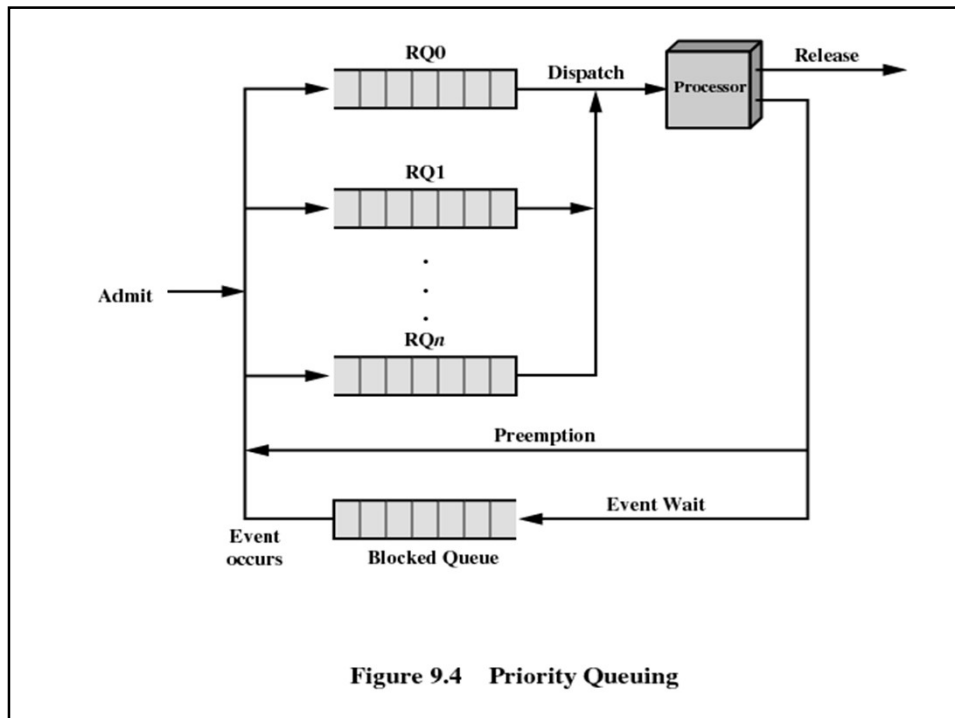 RQ0
Release
Dispatch
Processor
RQ1
Admit
RQn
Preemption
Event Wait
Event
occurs
Blocked Queue
Figure 9.4 Priority Queuing